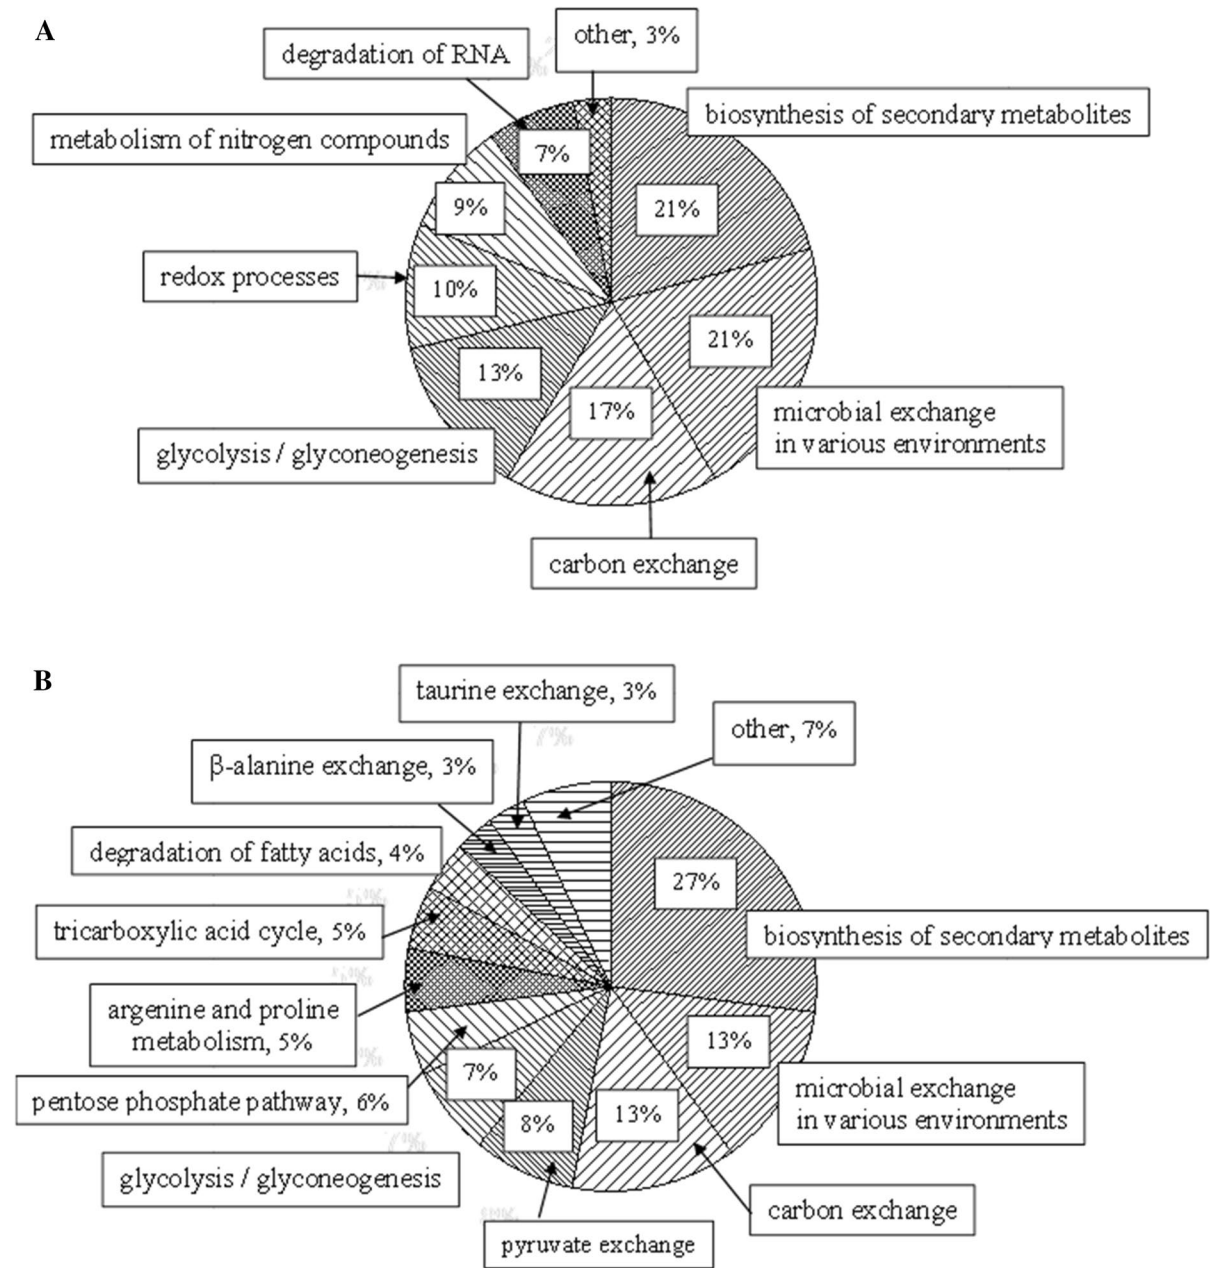 A
other, 3%
degradation of RNA
biosynthesis of secondary metabolites
metabolism of nitrogen compounds
7%
9%
21%
redox processes
10%
21%
13%
17%
microbial exchange
in various environments
glycolysis / glyconeogenesis
carbon exchange
B
taurine exchange, 3%
other, 7%
β-alanine exchange, 3%
degradation of fatty acids, 4%
27%
tricarboxylic acid cycle, 5%
biosynthesis of secondary metabolites
argenine and proline
metabolism, 5%
13%
7%
pentose phosphate pathway, 6%
microbial exchange
in various environments
13%
8%
glycolysis / glyconeogenesis
carbon exchange
pyruvate exchange